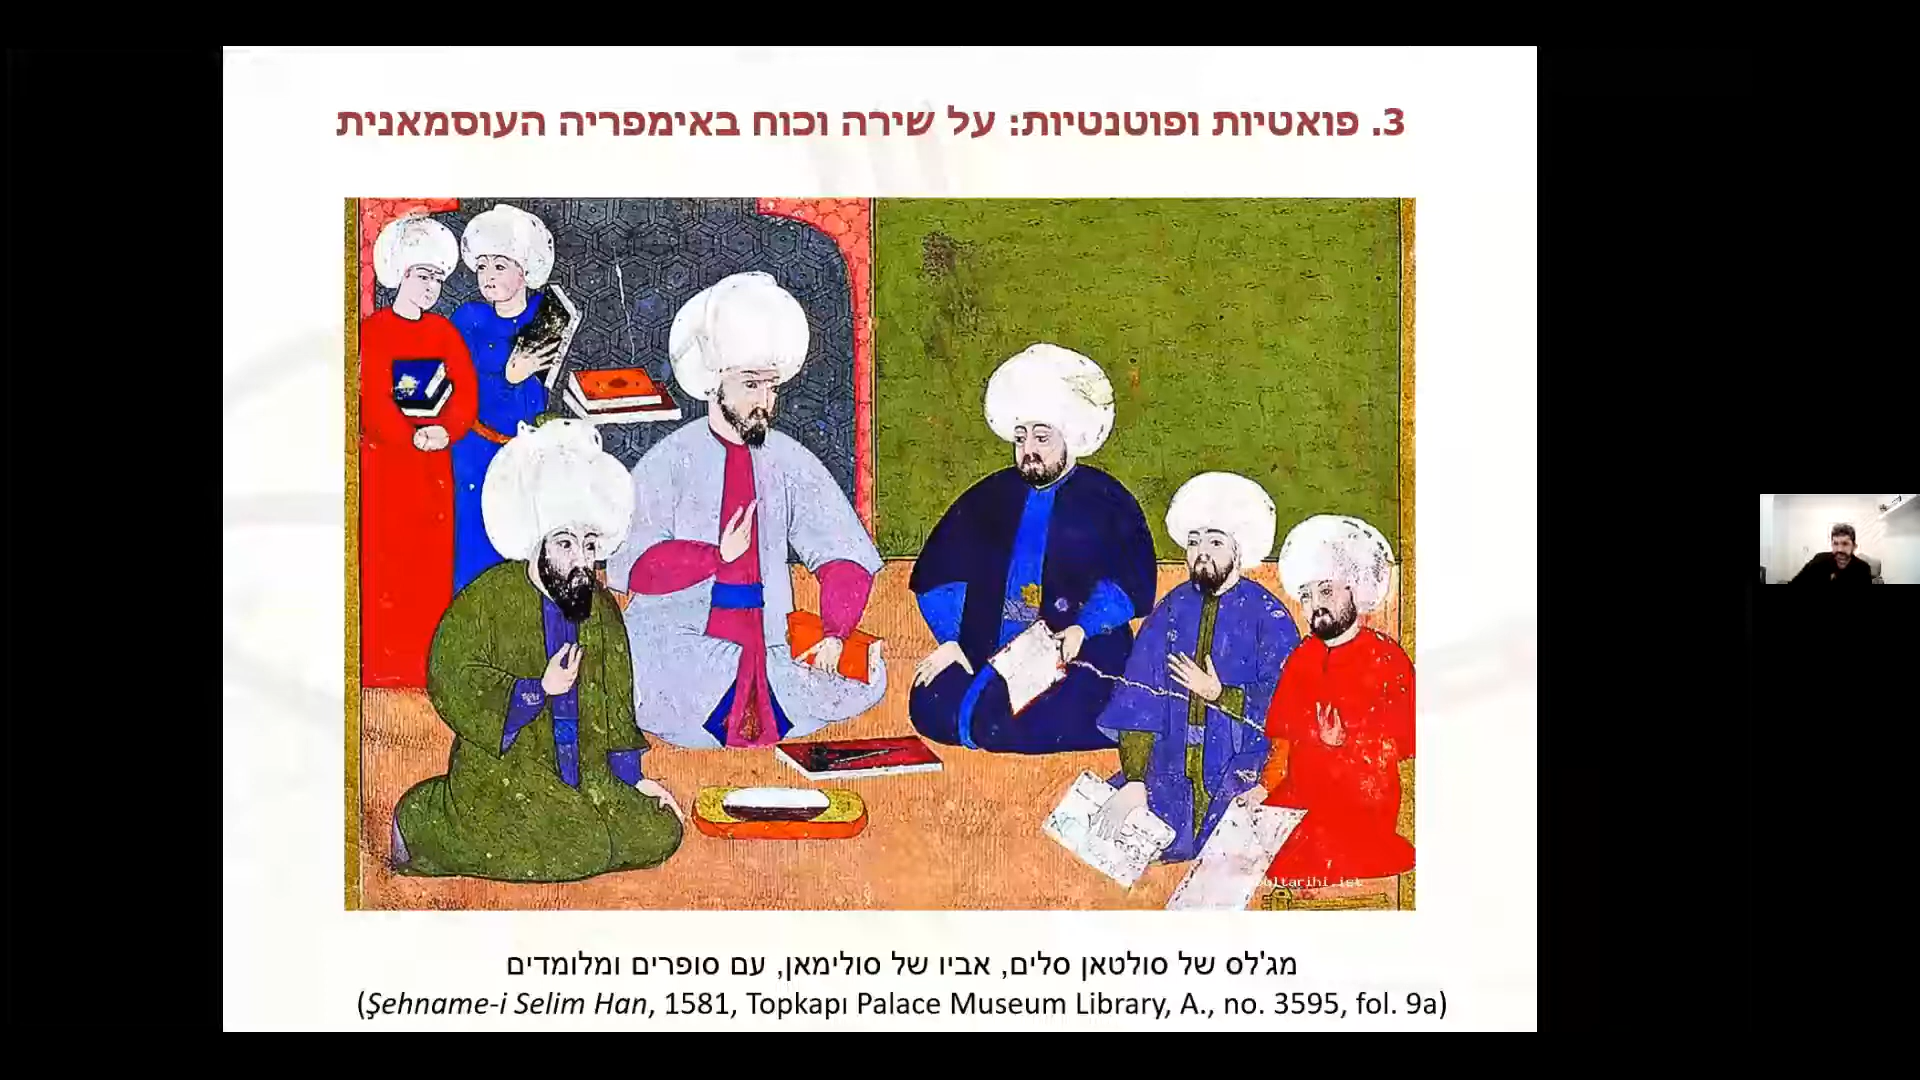 3. פואטיות ופוטנטיות: על שירה וכוח באימפריה העוסמאנית
מג'לס של סולטאן סלים, אביו של סולימאן, עם סופרים ומלומדים
(Şehname-i Selim Han, 1581, Topkapı Palace Museum Library, A., no. 3595, fol. 9a)